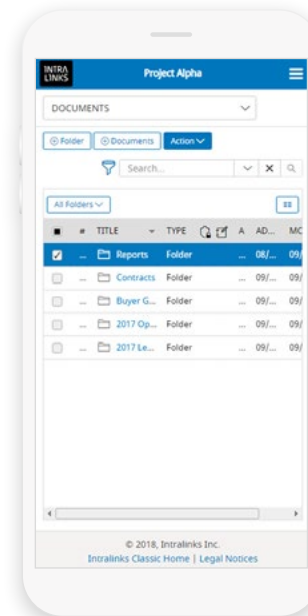 INTRA
LINKS
Project Alpha
DOCUMENTS
Folder Documents Action
Search... X
All Folders
# TITLE TYPE A AD... MO
... Reports Folder ... 08/... 09/
... Contracts Folder ... 09/... 09/
... Buyer G... Folder ... 09/... 09/
... 2017 Op... Folder ... 09/... 09/
... 2017 Le... Folder ... 09/... 09/
© 2018, Intralinks Inc.
Intralinks Classic Home | Legal Notices